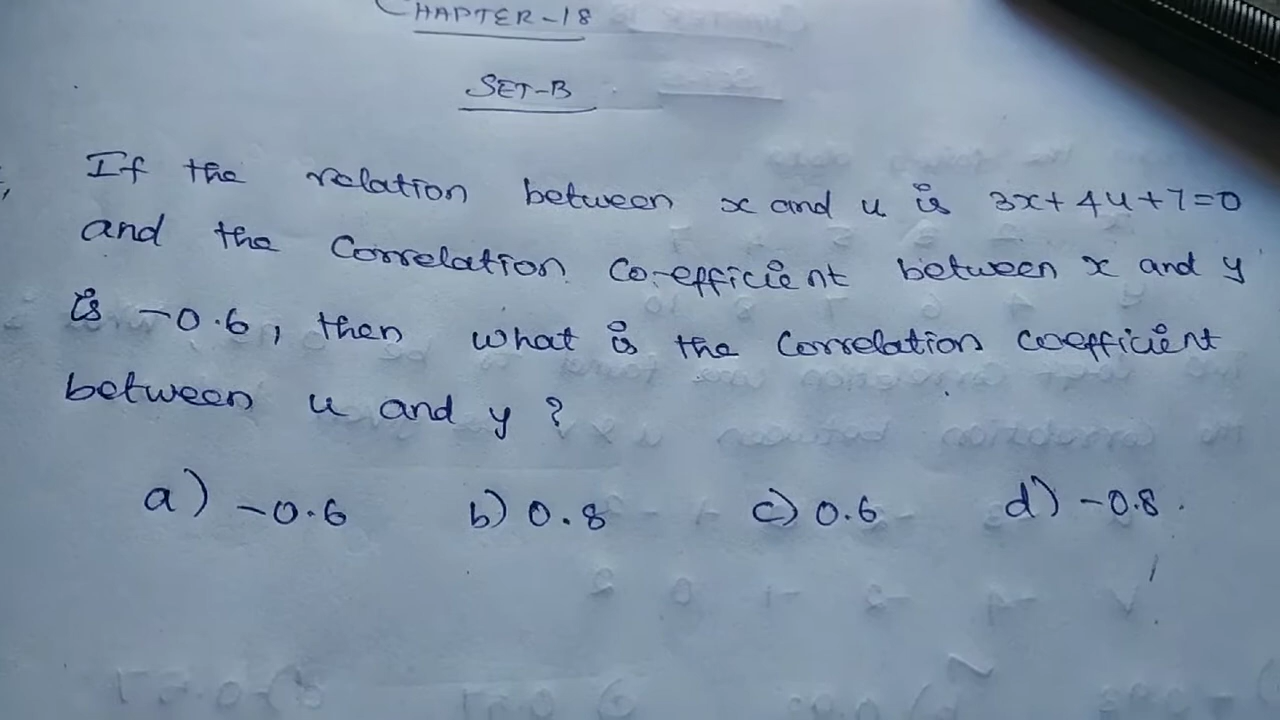 CHAPTER-18
SET-B
If the relation between x and u is 3x+4u+7=0
and the Correlation Co-efficient between x and y
is -0.6, then what is the Correlation coefficient
between u and y ?
a) -0.6 b) 0.8 c) 0.6 d) -0.8.